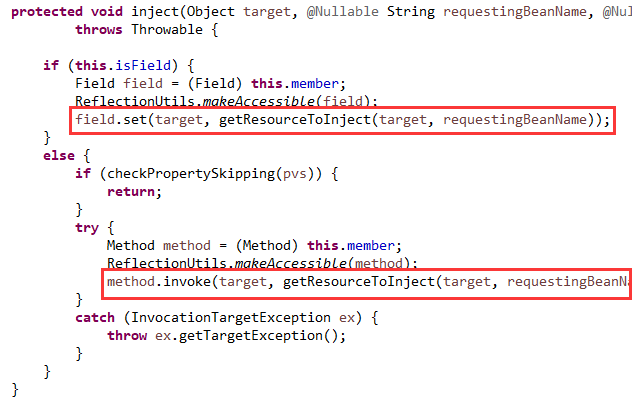 protected void inject(Object target, @Nullable String requestingBeanName, @Nul
        throws Throwable {

    if (this.isField) {
        Field field = (Field) this.member;
        ReflectionUtils.makeAccessible(field);
        field.set(target, getResourceToInject(target, requestingBeanName));
    }
    else {
        if (checkPropertySkipping(pvs)) {
            return;
        }
        try {
            Method method = (Method) this.member;
            ReflectionUtils.makeAccessible(method);
            method.invoke(target, getResourceToInject(target, requestingBeanNa
        }
        catch (InvocationTargetException ex) {
            throw ex.getTargetException();
        }
    }
}